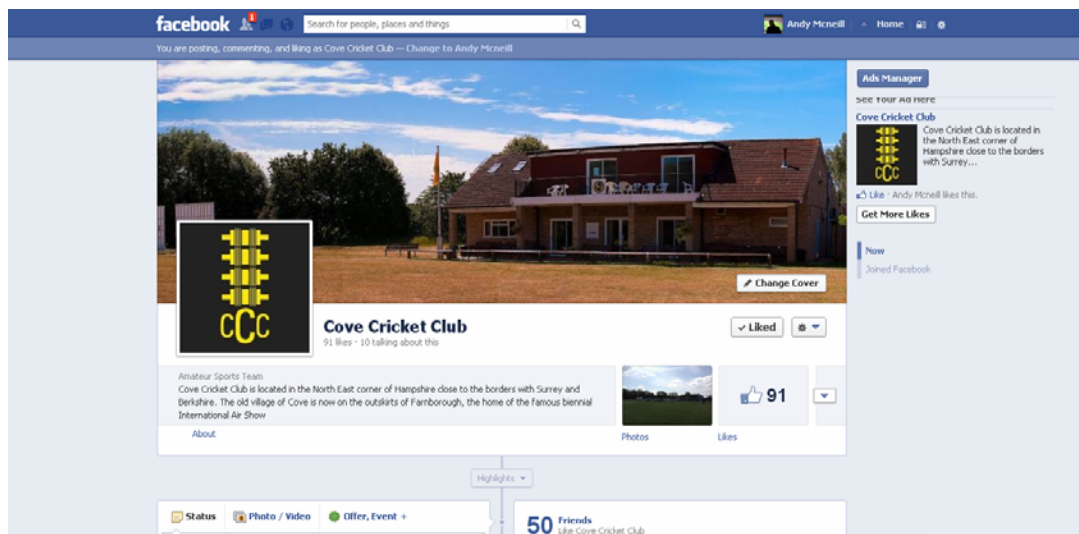 facebook
1
Search for people, places and things
Andy Mcneill
Home
You are posting, commenting, and liking as Cove Cricket Club — Change to Andy Mcneill
Ads Manager
See Your Ad Here
Cove Cricket Club
CCC
Cove Cricket Club is located in
the North East corner of
Hampshire close to the borders
with Surrey...
Like · Andy Mcneill likes this.
Get More Likes
Now
Joined Facebook
Change Cover
CCC
Cove Cricket Club
91 likes · 10 talking about this
Liked
Amateur Sports Team
Cove Cricket Club is located in the North East corner of Hampshire close to the borders with Surrey and
Berkshire. The old village of Cove is now on the outskirts of Farnborough, the home of the famous biennial
International Air Show
91
About
Photos
Likes
Highlights
Status
Photo / Video
Offer, Event +
50 Friends
Like Cove Cricket Club